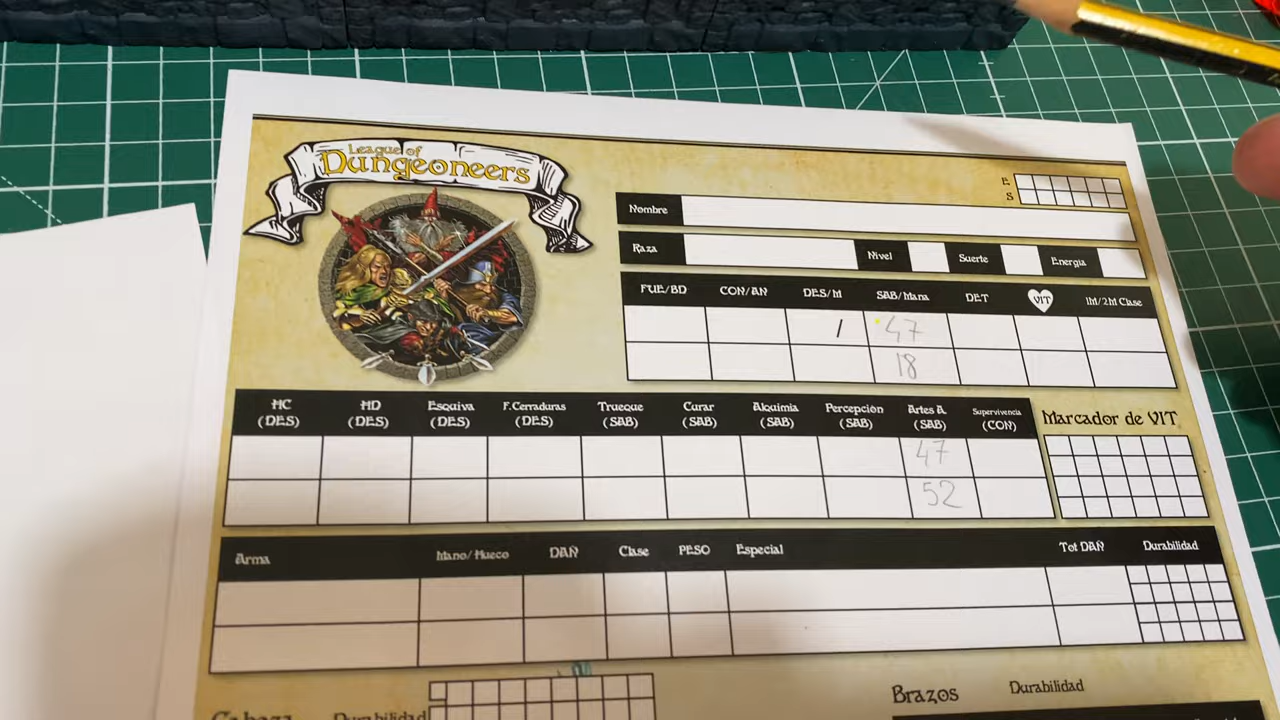 League of
Dungeoneers
E
S
Nombre
Raza Nivel Suerte Energia
FUE/BD CON/AN DES/M SAB/Mana DET VIT 1M/2M Clase
/ 47
18
HC (DES) HD (DES) Esquiva (DES) F.Cerraduras (DES) Trueque (SAB) Curar (SAB) Alquimia (SAB) Percepción (SAB) Artes A. (SAB) Supervivencia (CON)
Marcador de VIT
47
52
Arma Mano/Hueco DAÑ Clase PESO Especial Tot DAÑ Durabilidad
Cabeza Durabilidad Brazos Durabilidad